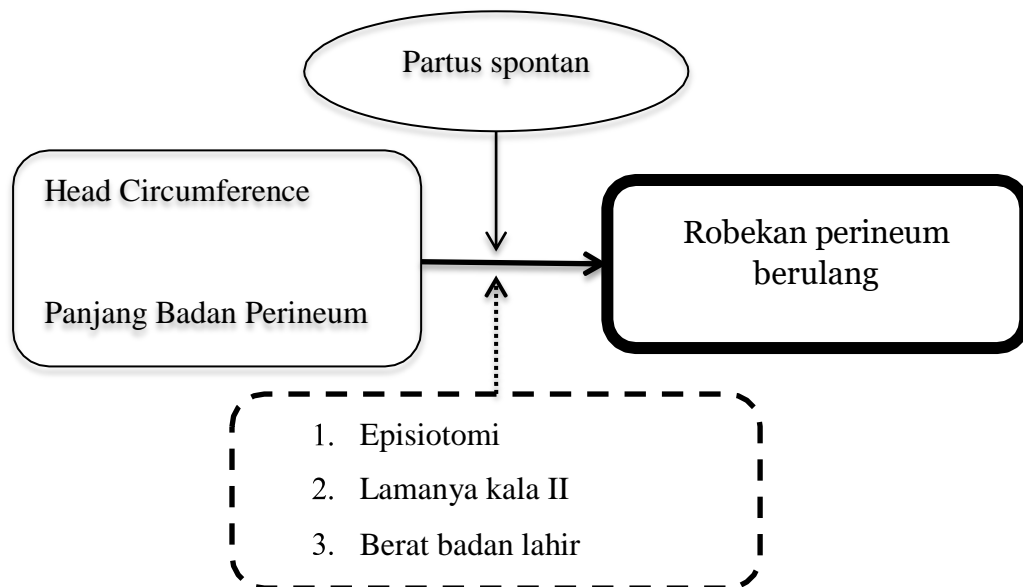 Partus spontan
Head Circumference
Panjang Badan Perineum
Robekan perineum
berulang
1. Episiotomi
2. Lamanya kala II
3. Berat badan lahir